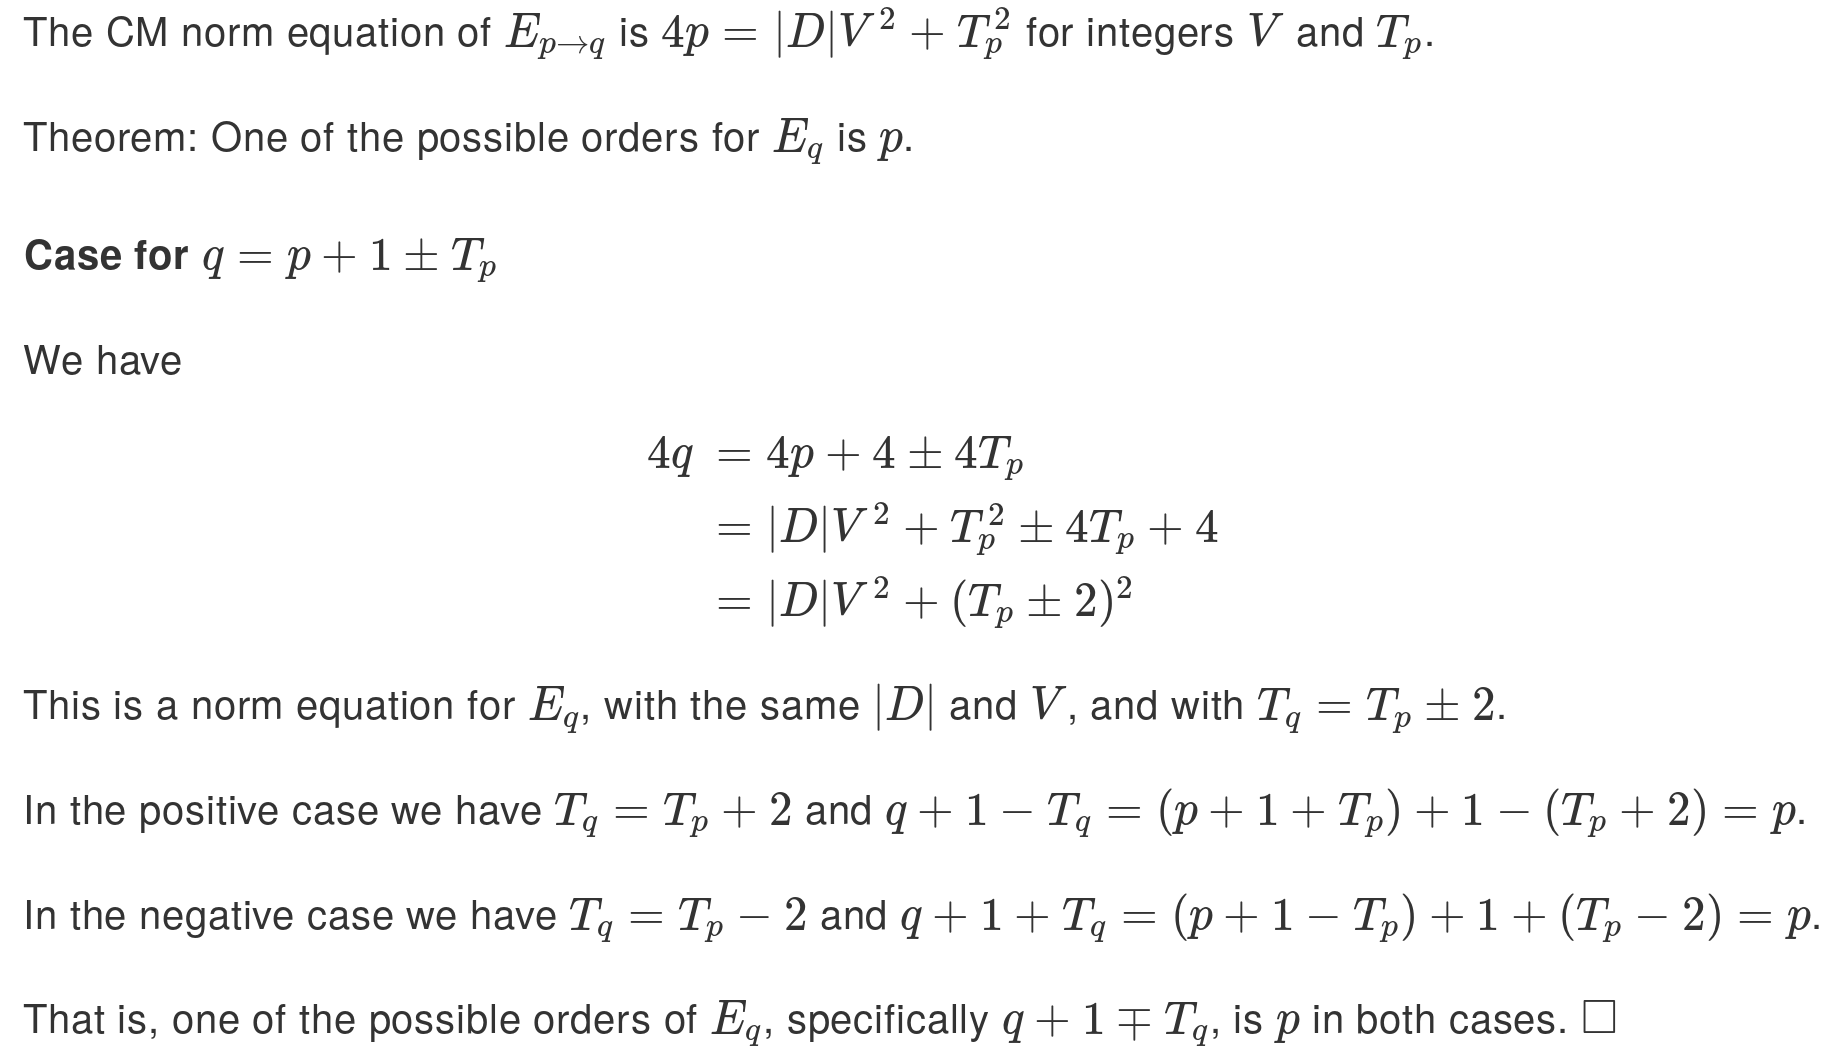 The CM norm equation of $E_{p \to q}$ is $4p = |D|V^2 + T_p^2$ for integers $V$ and $T_p$.
Theorem: One of the possible orders for $E_q$ is $p$.
Case for $q = p + 1 \pm T_p$
We have
$4q = 4p + 4 \pm 4T_p$
$= |D|V^2 + T_p^2 \pm 4T_p + 4$
$= |D|V^2 + (T_p \pm 2)^2$
This is a norm equation for $E_q$, with the same $|D|$ and $V$, and with $T_q = T_p \pm 2$.
In the positive case we have $T_q = T_p + 2$ and $q + 1 - T_q = (p + 1 + T_p) + 1 - (T_p + 2) = p$.
In the negative case we have $T_q = T_p - 2$ and $q + 1 + T_q = (p + 1 - T_p) + 1 + (T_p - 2) = p$.
That is, one of the possible orders of $E_q$, specifically $q + 1 \mp T_q$, is $p$ in both cases. □